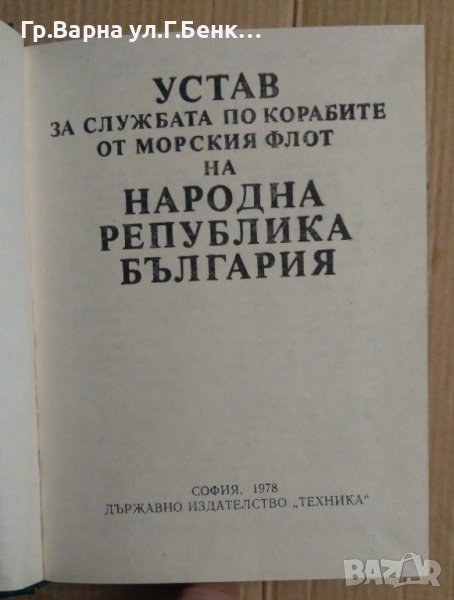 Гр.Варна ул.Г.Бенк...
УСТАВ
ЗА СЛУЖБАТА ПО КОРАБИТЕ
ОТ МОРСКИЯ ФЛОТ
НА
НАРОДНА
РЕПУБЛИКА
БЪЛГАРИЯ
СОФИЯ, 1978
ДЪРЖАВНО ИЗДАТЕЛСТВО „ТЕХНИКА“
BAZAR